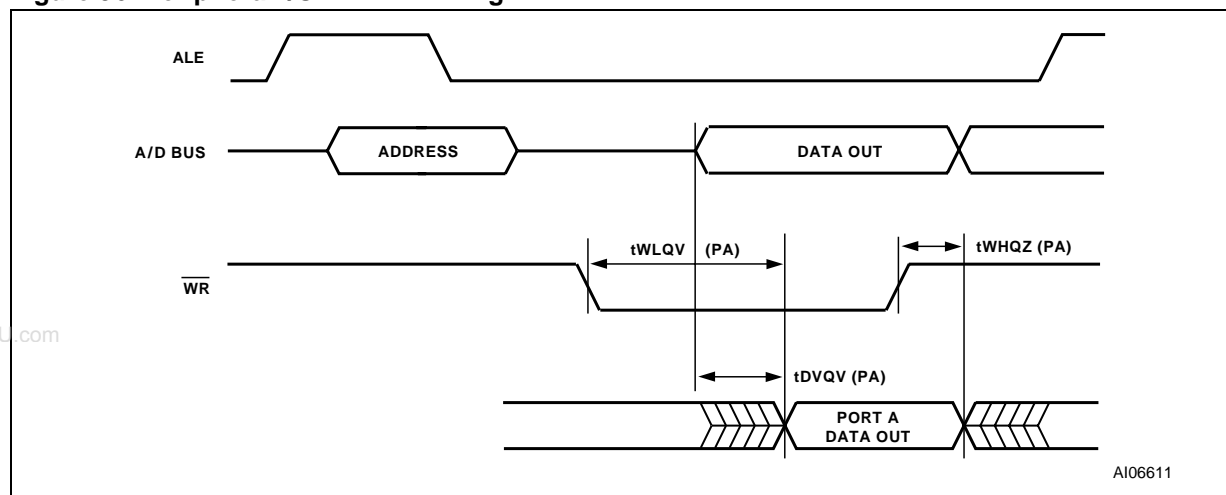 ALE
A/D BUS
ADDRESS
DATA OUT
tWLQV (PA)
tWHQZ (PA)
WR
U.com
tDVQV (PA)
PORT A
DATA OUT
AI06611